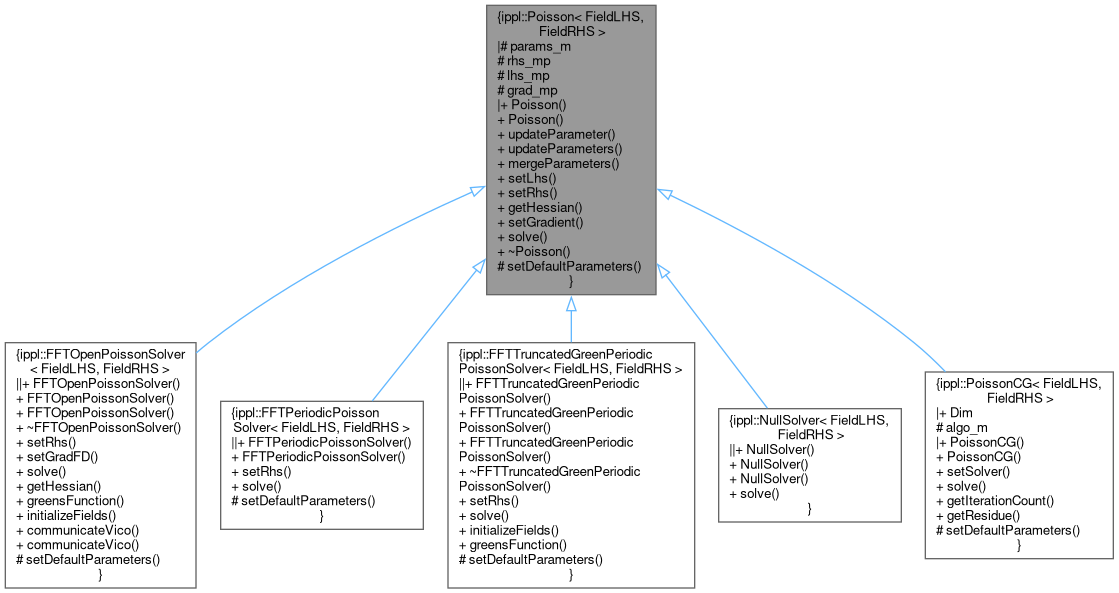 {ippl::Poisson< FieldLHS,
FieldRHS >
|# params_m
# rhs_mp
# lhs_mp
# grad_mp
|+ Poisson()
+ Poisson()
+ updateParameter()
+ updateParameters()
+ mergeParameters()
+ setLhs()
+ setRhs()
+ getHessian()
+ setGradient()
+ solve()
+ ~Poisson()
# setDefaultParameters()
}
{ippl::FFTOpenPoissonSolver
< FieldLHS, FieldRHS >
||+ FFTOpenPoissonSolver()
+ FFTOpenPoissonSolver()
+ FFTOpenPoissonSolver()
+ ~FFTOpenPoissonSolver()
+ setRhs()
+ setGradFD()
+ solve()
+ getHessian()
+ greensFunction()
+ initializeFields()
+ communicateVico()
+ communicateVico()
# setDefaultParameters()
}
{ippl::FFTPeriodicPoisson
Solver< FieldLHS, FieldRHS >
||+ FFTPeriodicPoissonSolver()
+ FFTPeriodicPoissonSolver()
+ setRhs()
+ solve()
# setDefaultParameters()
}
{ippl::FFTTruncatedGreenPeriodic
PoissonSolver< FieldLHS, FieldRHS >
||+ FFTTruncatedGreenPeriodic
PoissonSolver()
+ FFTTruncatedGreenPeriodic
PoissonSolver()
+ FFTTruncatedGreenPeriodic
PoissonSolver()
+ ~FFTTruncatedGreenPeriodic
PoissonSolver()
+ setRhs()
+ solve()
+ initializeFields()
+ greensFunction()
# setDefaultParameters()
}
{ippl::NullSolver< FieldLHS,
FieldRHS >
||+ NullSolver()
+ NullSolver()
+ NullSolver()
+ solve()
}
{ippl::PoissonCG< FieldLHS,
FieldRHS >
|+ Dim
# algo_m
|+ PoissonCG()
+ PoissonCG()
+ setSolver()
+ solve()
+ getIterationCount()
+ getResidue()
# setDefaultParameters()
}